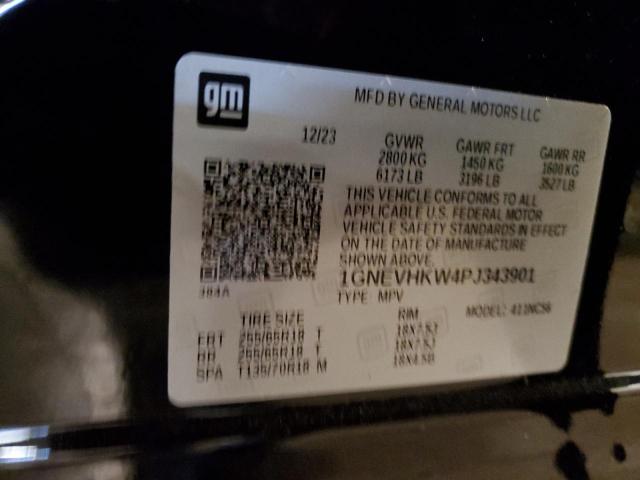 gm
MFD BY GENERAL MOTORS LLC
12/23 GVWR GAWR FRT GAWR RR
2800 KG 1450 KG 1600 KG
6173 LB 3196 LB 3527 LB
THIS VEHICLE CONFORMS TO ALL
APPLICABLE U.S. FEDERAL MOTOR
VEHICLE SAFETY STANDARDS IN EFFECT
ON THE DATE OF MANUFACTURE
SHOWN ABOVE.
1GNEVHKW4PJ343901
384A
TYPE: MPV MODEL: 411NC56
TIRE SIZE RIM
FRT 255/65R18 T 18X7.5J
RR 255/65R18 T 18X7.5J
SPA T135/70R18 M 18X4.5B